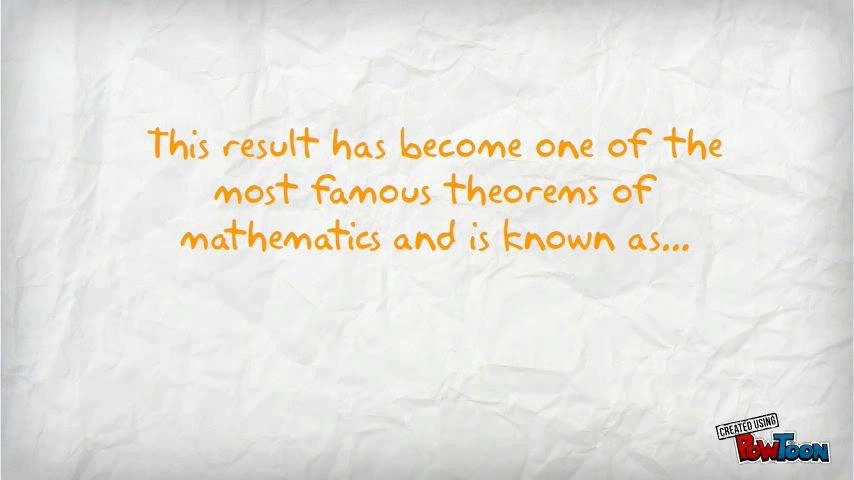 This result has become one of the
most famous theorems of
mathematics and is known as...
CREATED USING
POWTOON